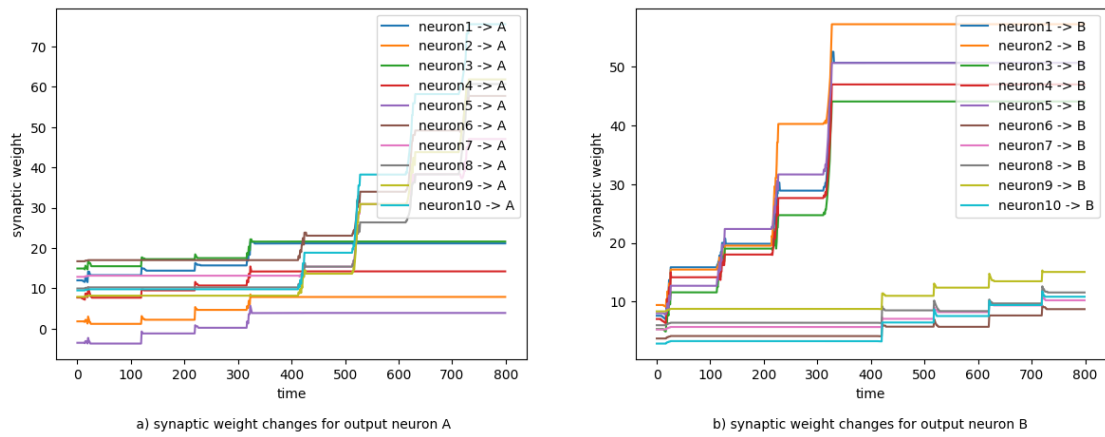 70
60
50
40
30
20
10
0
synaptic weight
neuron1 -> A
neuron2 -> A
neuron3 -> A
neuron4 -> A
neuron5 -> A
neuron6 -> A
neuron7 -> A
neuron8 -> A
neuron9 -> A
neuron10 -> A
0 100 200 300 400 500 600 700 800
time
a) synaptic weight changes for output neuron A
50
40
30
20
10
synaptic weight
neuron1 -> B
neuron2 -> B
neuron3 -> B
neuron4 -> B
neuron5 -> B
neuron6 -> B
neuron7 -> B
neuron8 -> B
neuron9 -> B
neuron10 -> B
0 100 200 300 400 500 600 700 800
time
b) synaptic weight changes for output neuron B